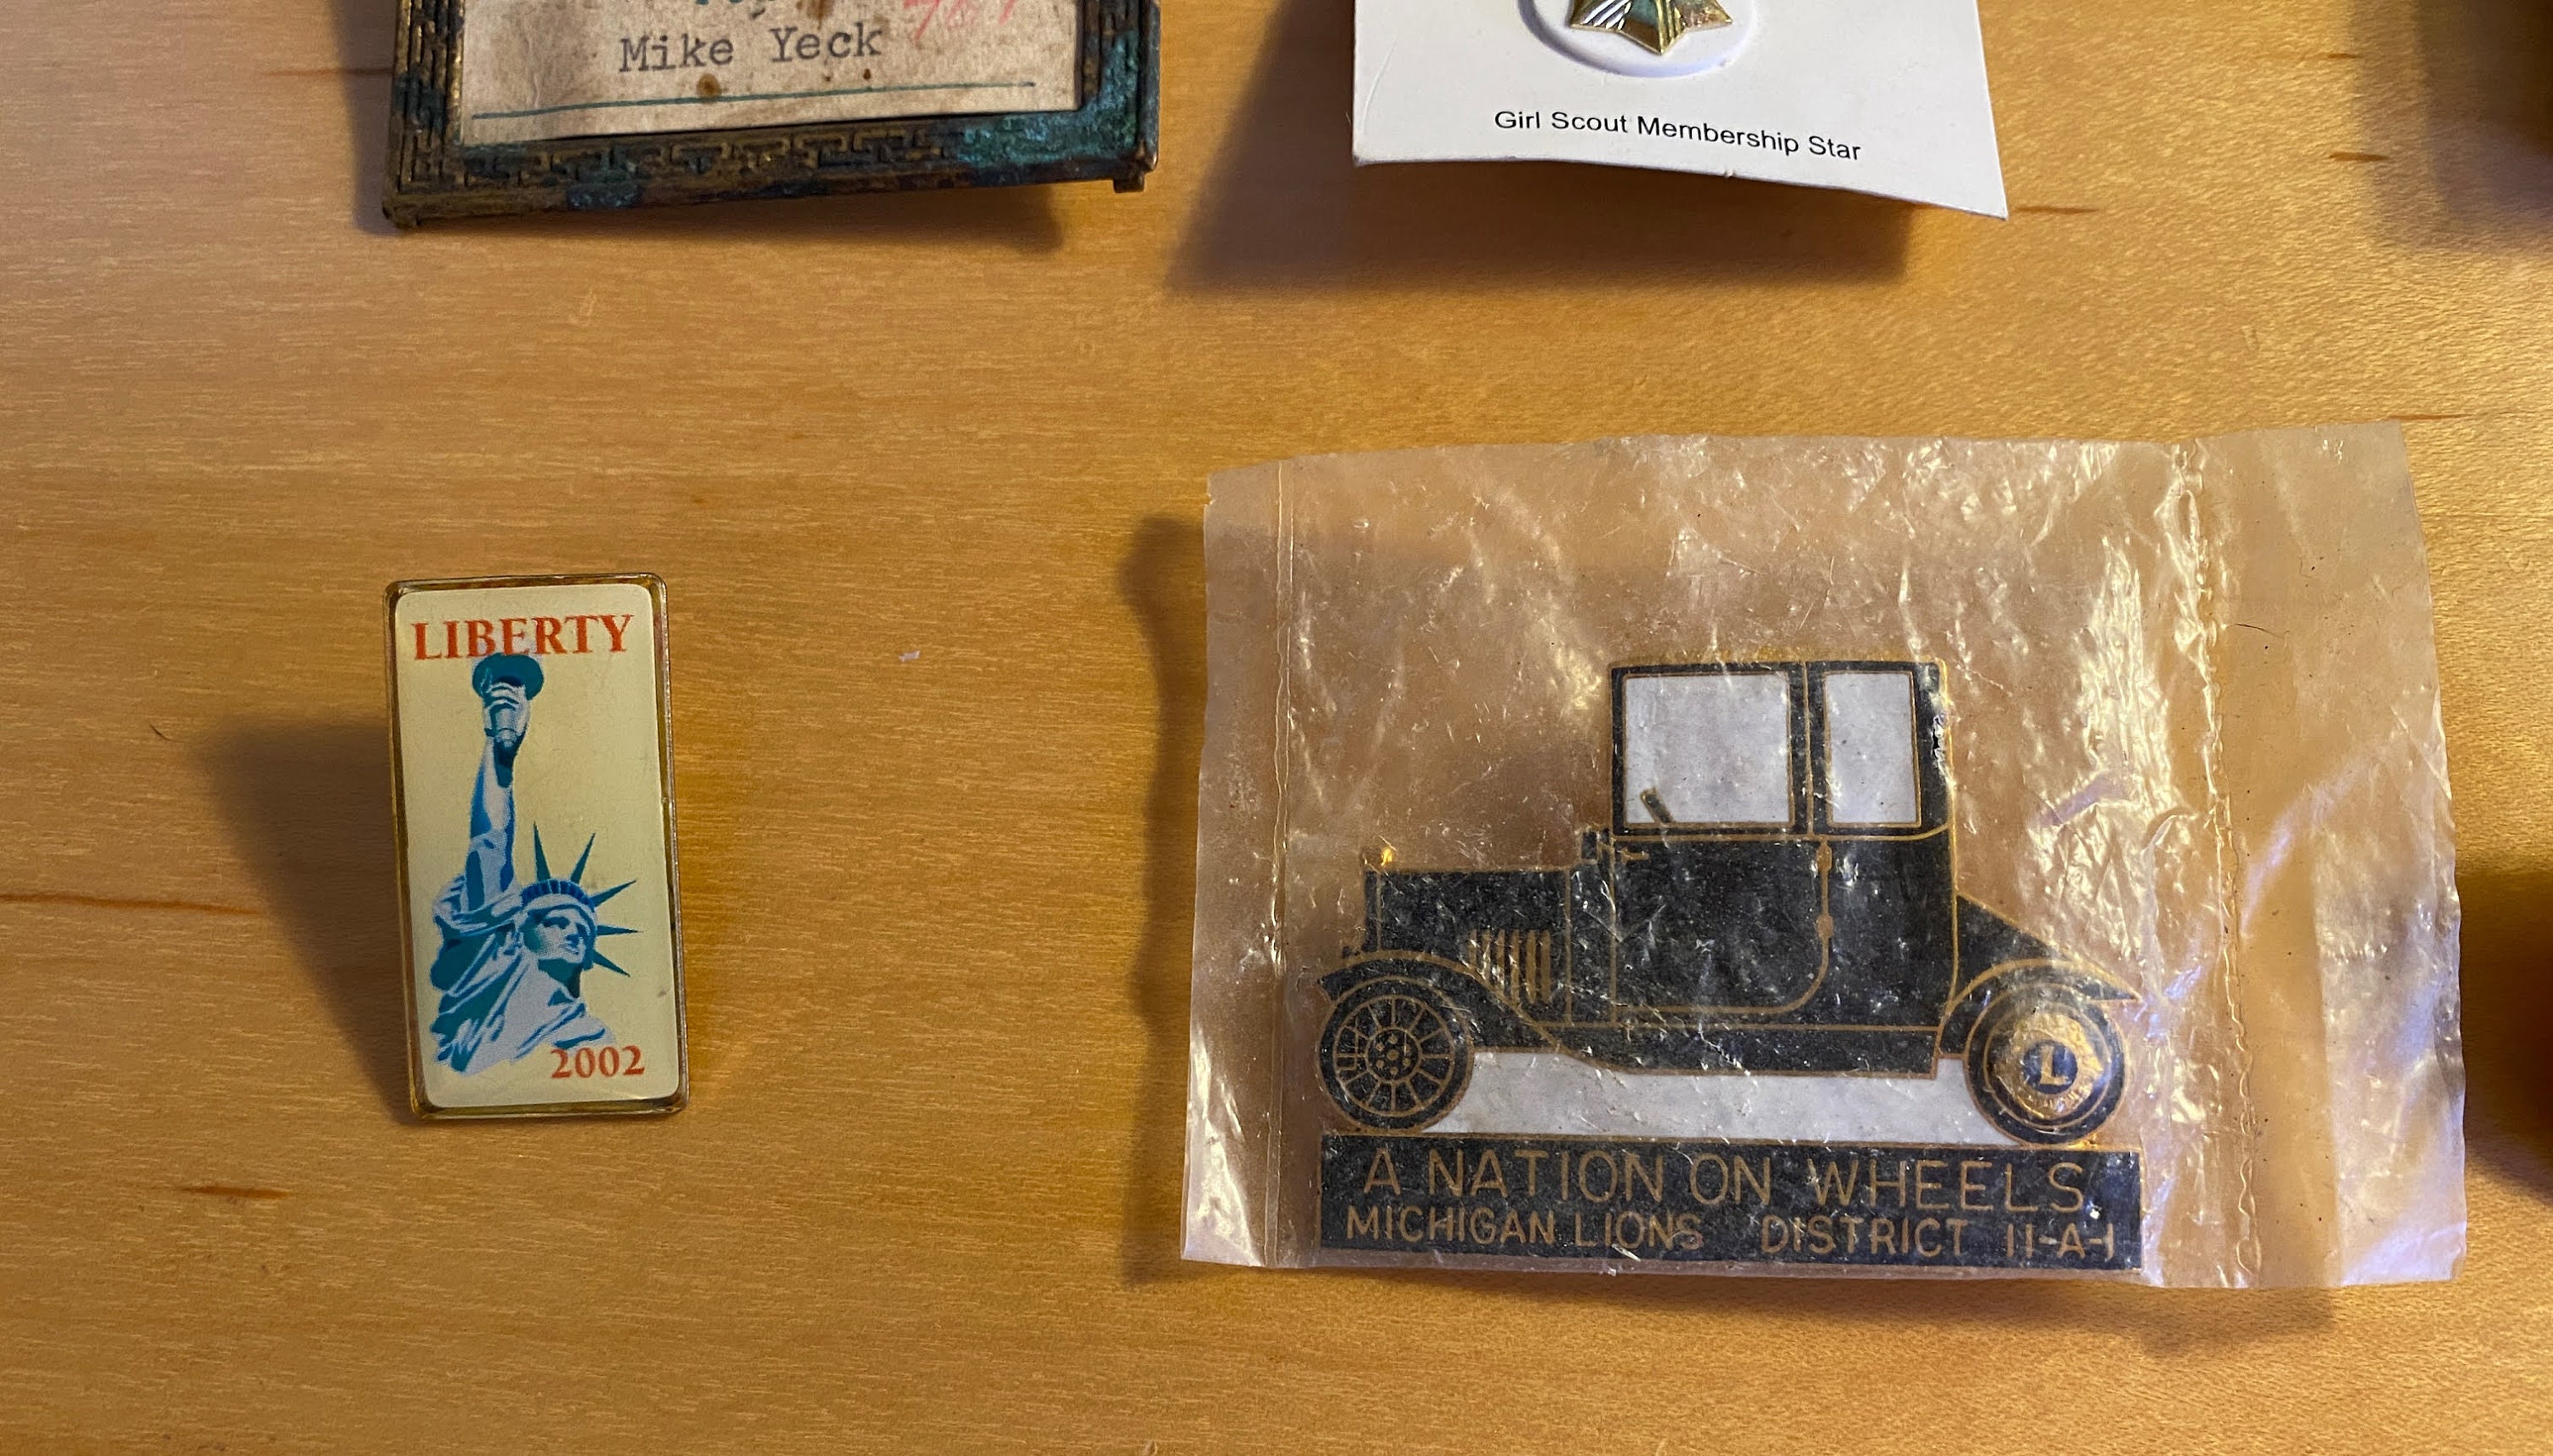 Mike Yeck
Girl Scout Membership Star
LIBERTY
2002
L
A NATION ON WHEELS
MICHIGAN LIONS DISTRICT 11-A-1